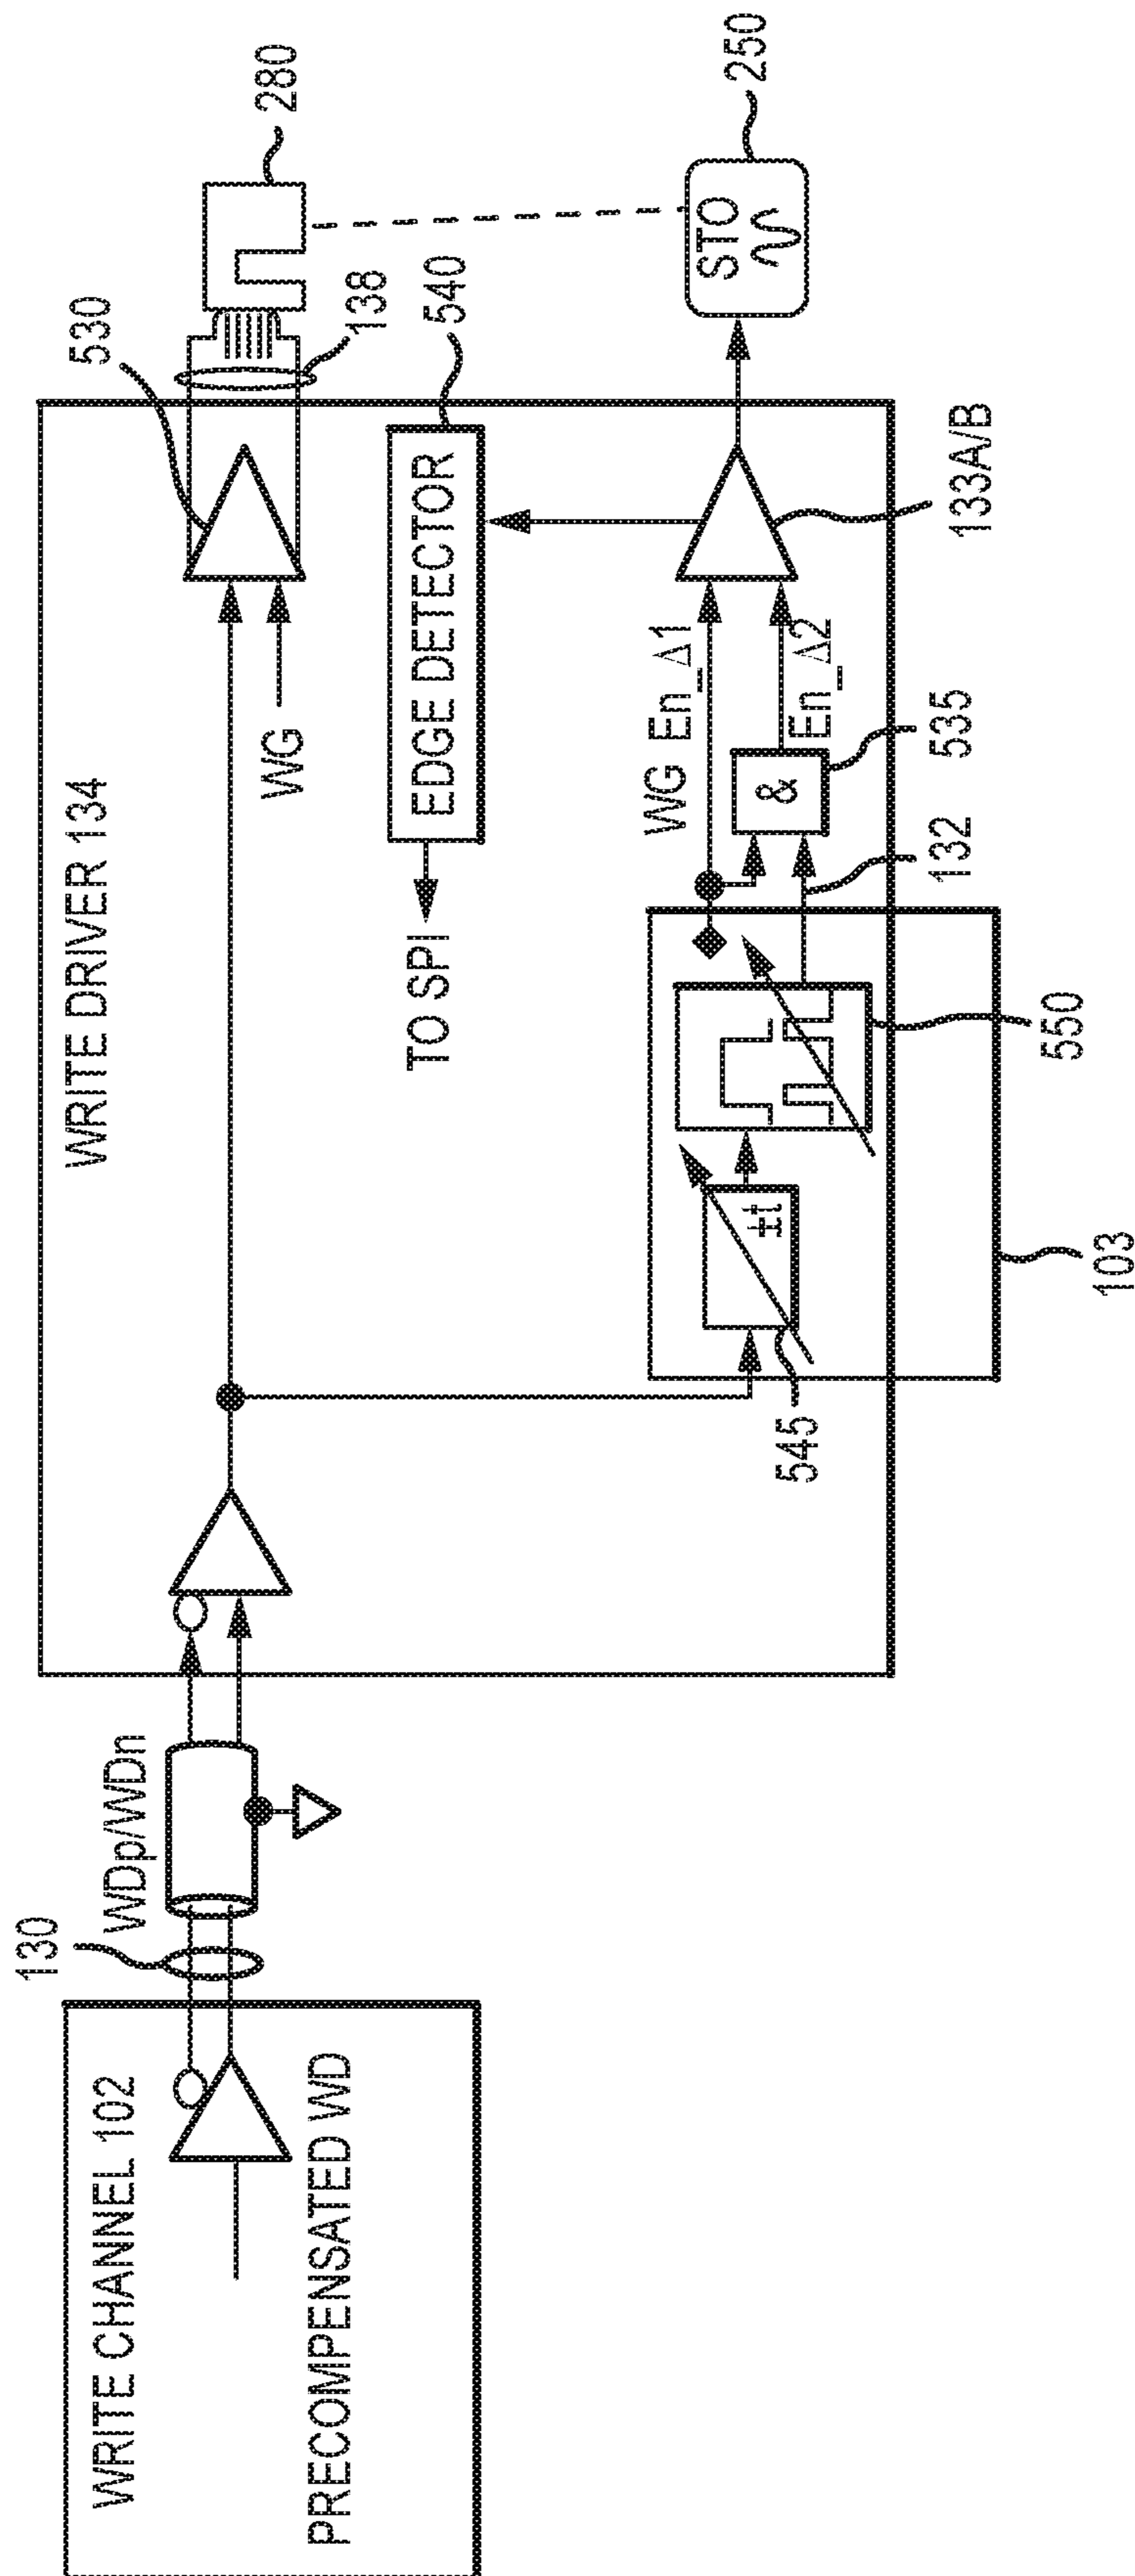 WRITE CHANNEL 102
PRECOMPENSATED WD
130
WDp/WDn
WRITE DRIVER 134
WG
530
138
280
EDGE DETECTOR
540
TO SPI
WG En_Δ1
En_Δ2
&
535
132
±t
545
550
103
133A/B
STO
250